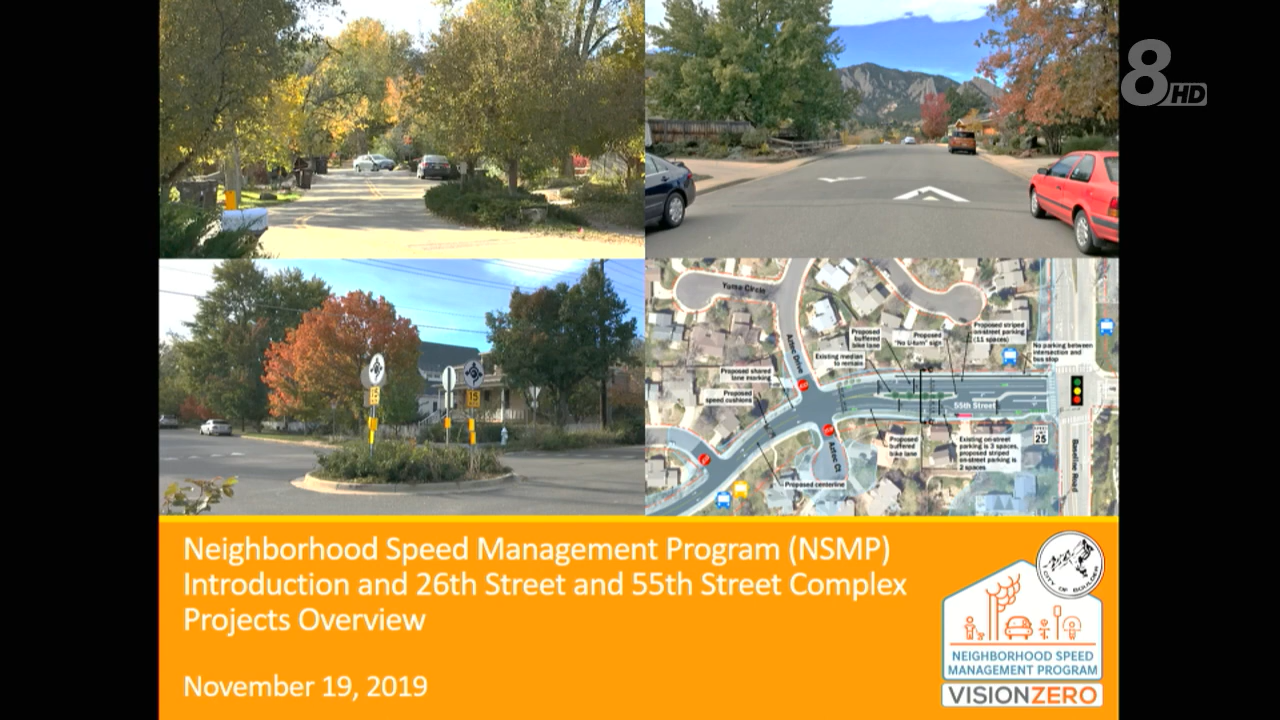 8HD
Yuma Circle
Aztec Drive
Proposed
buffered
bike lane
Proposed
"No U-turn" sign
Proposed striped
on-street parking
(11 spaces)
No parking between
intersection and
bus stop
Existing median
to remain
Proposed shared
lane marking
Proposed
speed cushions
55th Street
Aztec Ct
Proposed
buffered
bike lane
Existing on-street
parking is 3 spaces,
proposed striped
on-street parking is
2 spaces
25
Baseline Road
Proposed centerline
15
15
Neighborhood Speed Management Program (NSMP)
Introduction and 26th Street and 55th Street Complex
Projects Overview
November 19, 2019
CITY OF BOULDER
NEIGHBORHOOD SPEED
MANAGEMENT PROGRAM
VISIONZERO